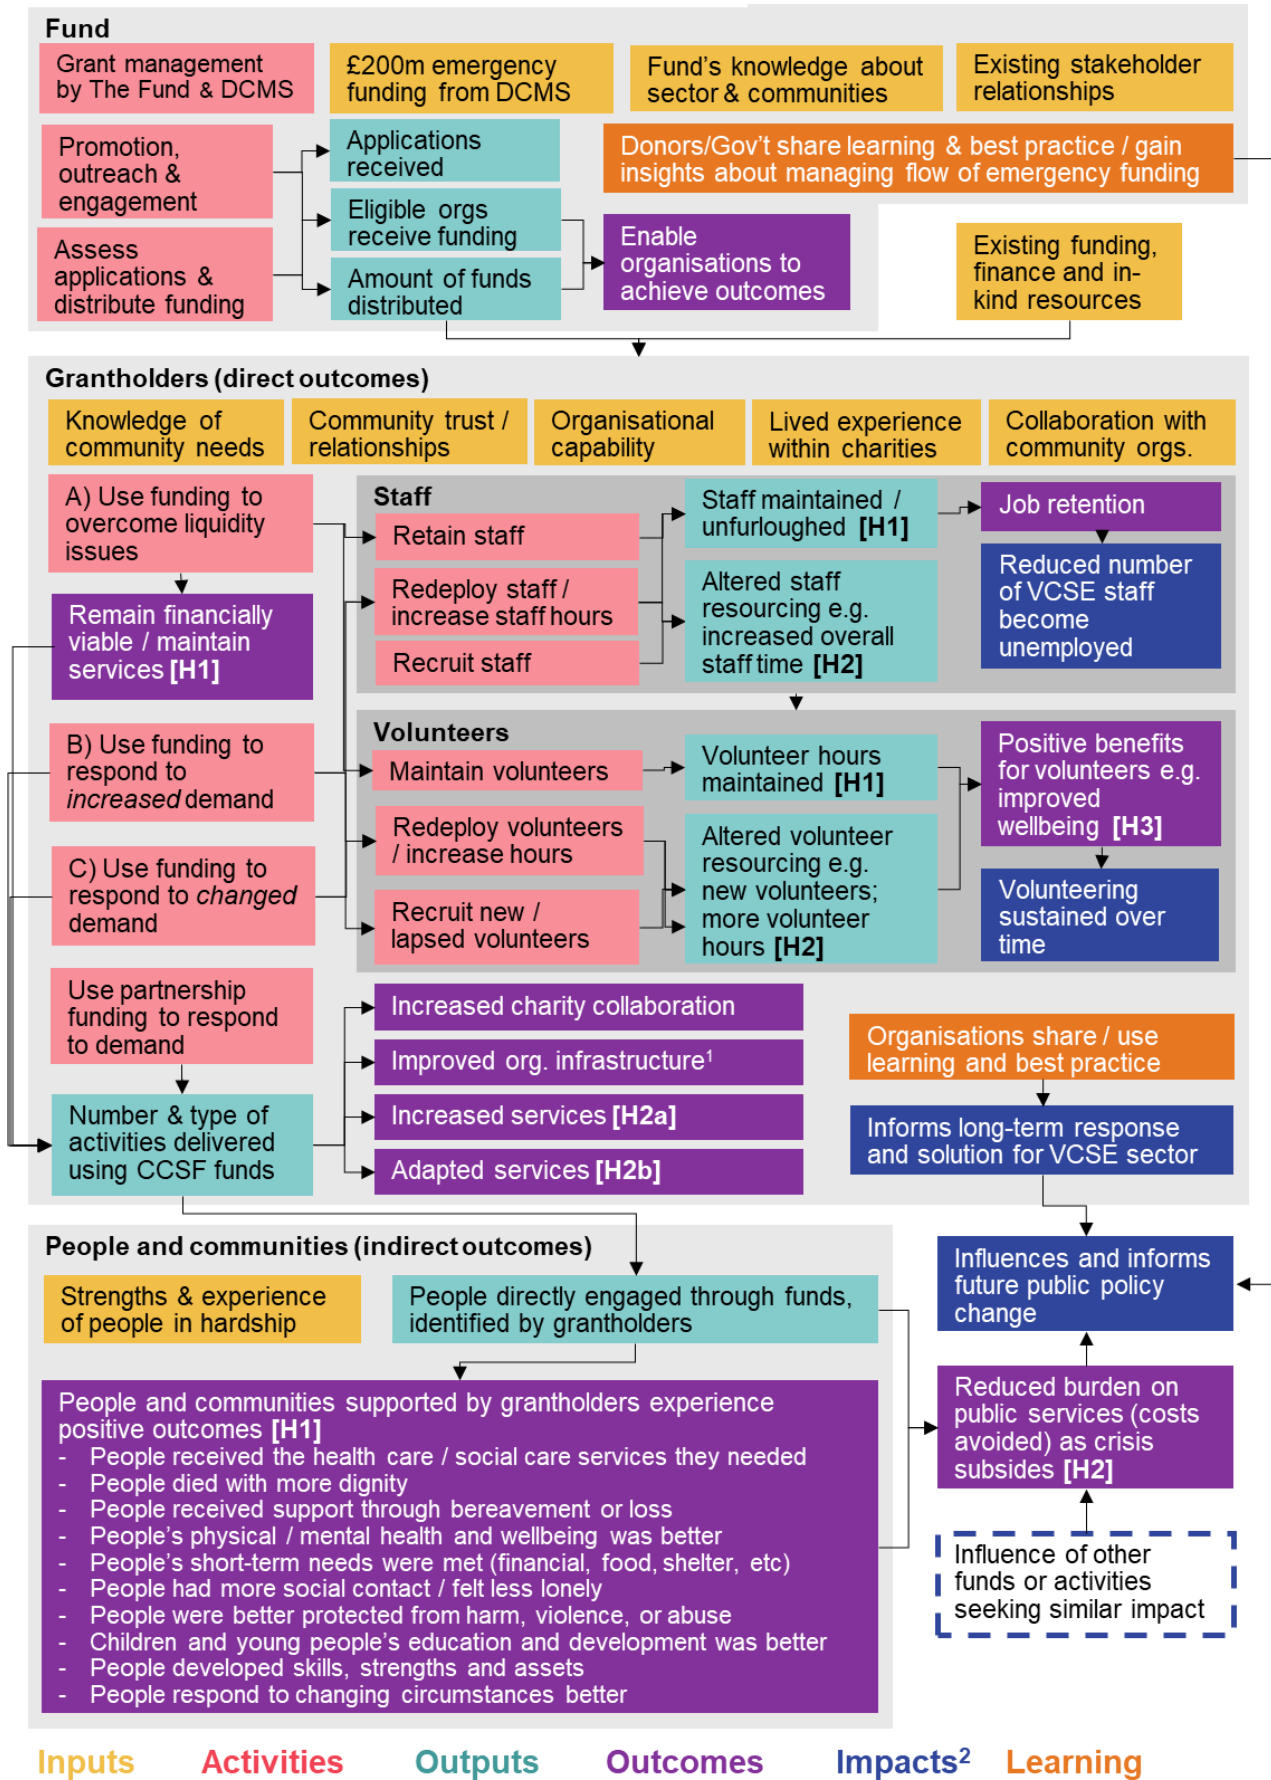 Fund
Grant management
by The Fund & DCMS
£200m emergency
funding from DCMS
Fund's knowledge about
sector & communities
Existing stakeholder
relationships
Promotion,
outreach &
engagement
Applications
received
Donors/Gov't share learning & best practice / gain
insights about managing flow of emergency funding
Eligible orgs
receive funding
Assess
applications &
distribute funding
Amount of funds
distributed
Enable
organisations to
achieve outcomes
Existing funding,
finance and in-
kind resources
Grantholders (direct outcomes)
Knowledge of
community needs
Community trust /
relationships
Organisational
capability
Lived experience
within charities
Collaboration with
community orgs.
A) Use funding to
overcome liquidity
issues
Remain financially
viable / maintain
services [H1]
B) Use funding to
respond to
increased demand
C) Use funding to
respond to changed
demand
Use partnership
funding to respond
to demand
Number & type of
activities delivered
using CCSF funds
Staff
Retain staff
Redeploy staff /
increase staff hours
Recruit staff
Staff maintained /
unfurloughed [H1]
Altered staff
resourcing e.g.
increased overall
staff time [H2]
Job retention
Reduced number
of VCSE staff
become
unemployed
Volunteers
Maintain volunteers
Redeploy volunteers
/ increase hours
Recruit new /
lapsed volunteers
Volunteer hours
maintained [H1]
Altered volunteer
resourcing e.g.
new volunteers;
more volunteer
hours [H2]
Positive benefits
for volunteers e.g.
improved
wellbeing [H3]
Volunteering
sustained over
time
Increased charity collaboration
Improved org. infrastructure1
Increased services [H2a]
Adapted services [H2b]
Organisations share / use
learning and best practice
Informs long-term response
and solution for VCSE sector
People and communities (indirect outcomes)
Strengths & experience
of people in hardship
People directly engaged through funds,
identified by grantholders
Influences and informs
future public policy
change
People and communities supported by grantholders experience
positive outcomes [H1]
- People received the health care / social care services they needed
- People died with more dignity
- People received support through bereavement or loss
- People's physical / mental health and wellbeing was better
- People's short-term needs were met (financial, food, shelter, etc)
- People had more social contact / felt less lonely
- People were better protected from harm, violence, or abuse
- Children and young people's education and development was better
- People developed skills, strengths and assets
- People respond to changing circumstances better
Reduced burden on
public services (costs
avoided) as crisis
subsides [H2]
Influence of other
funds or activities
seeking similar impact
Inputs Activities Outputs Outcomes Impacts2 Learning